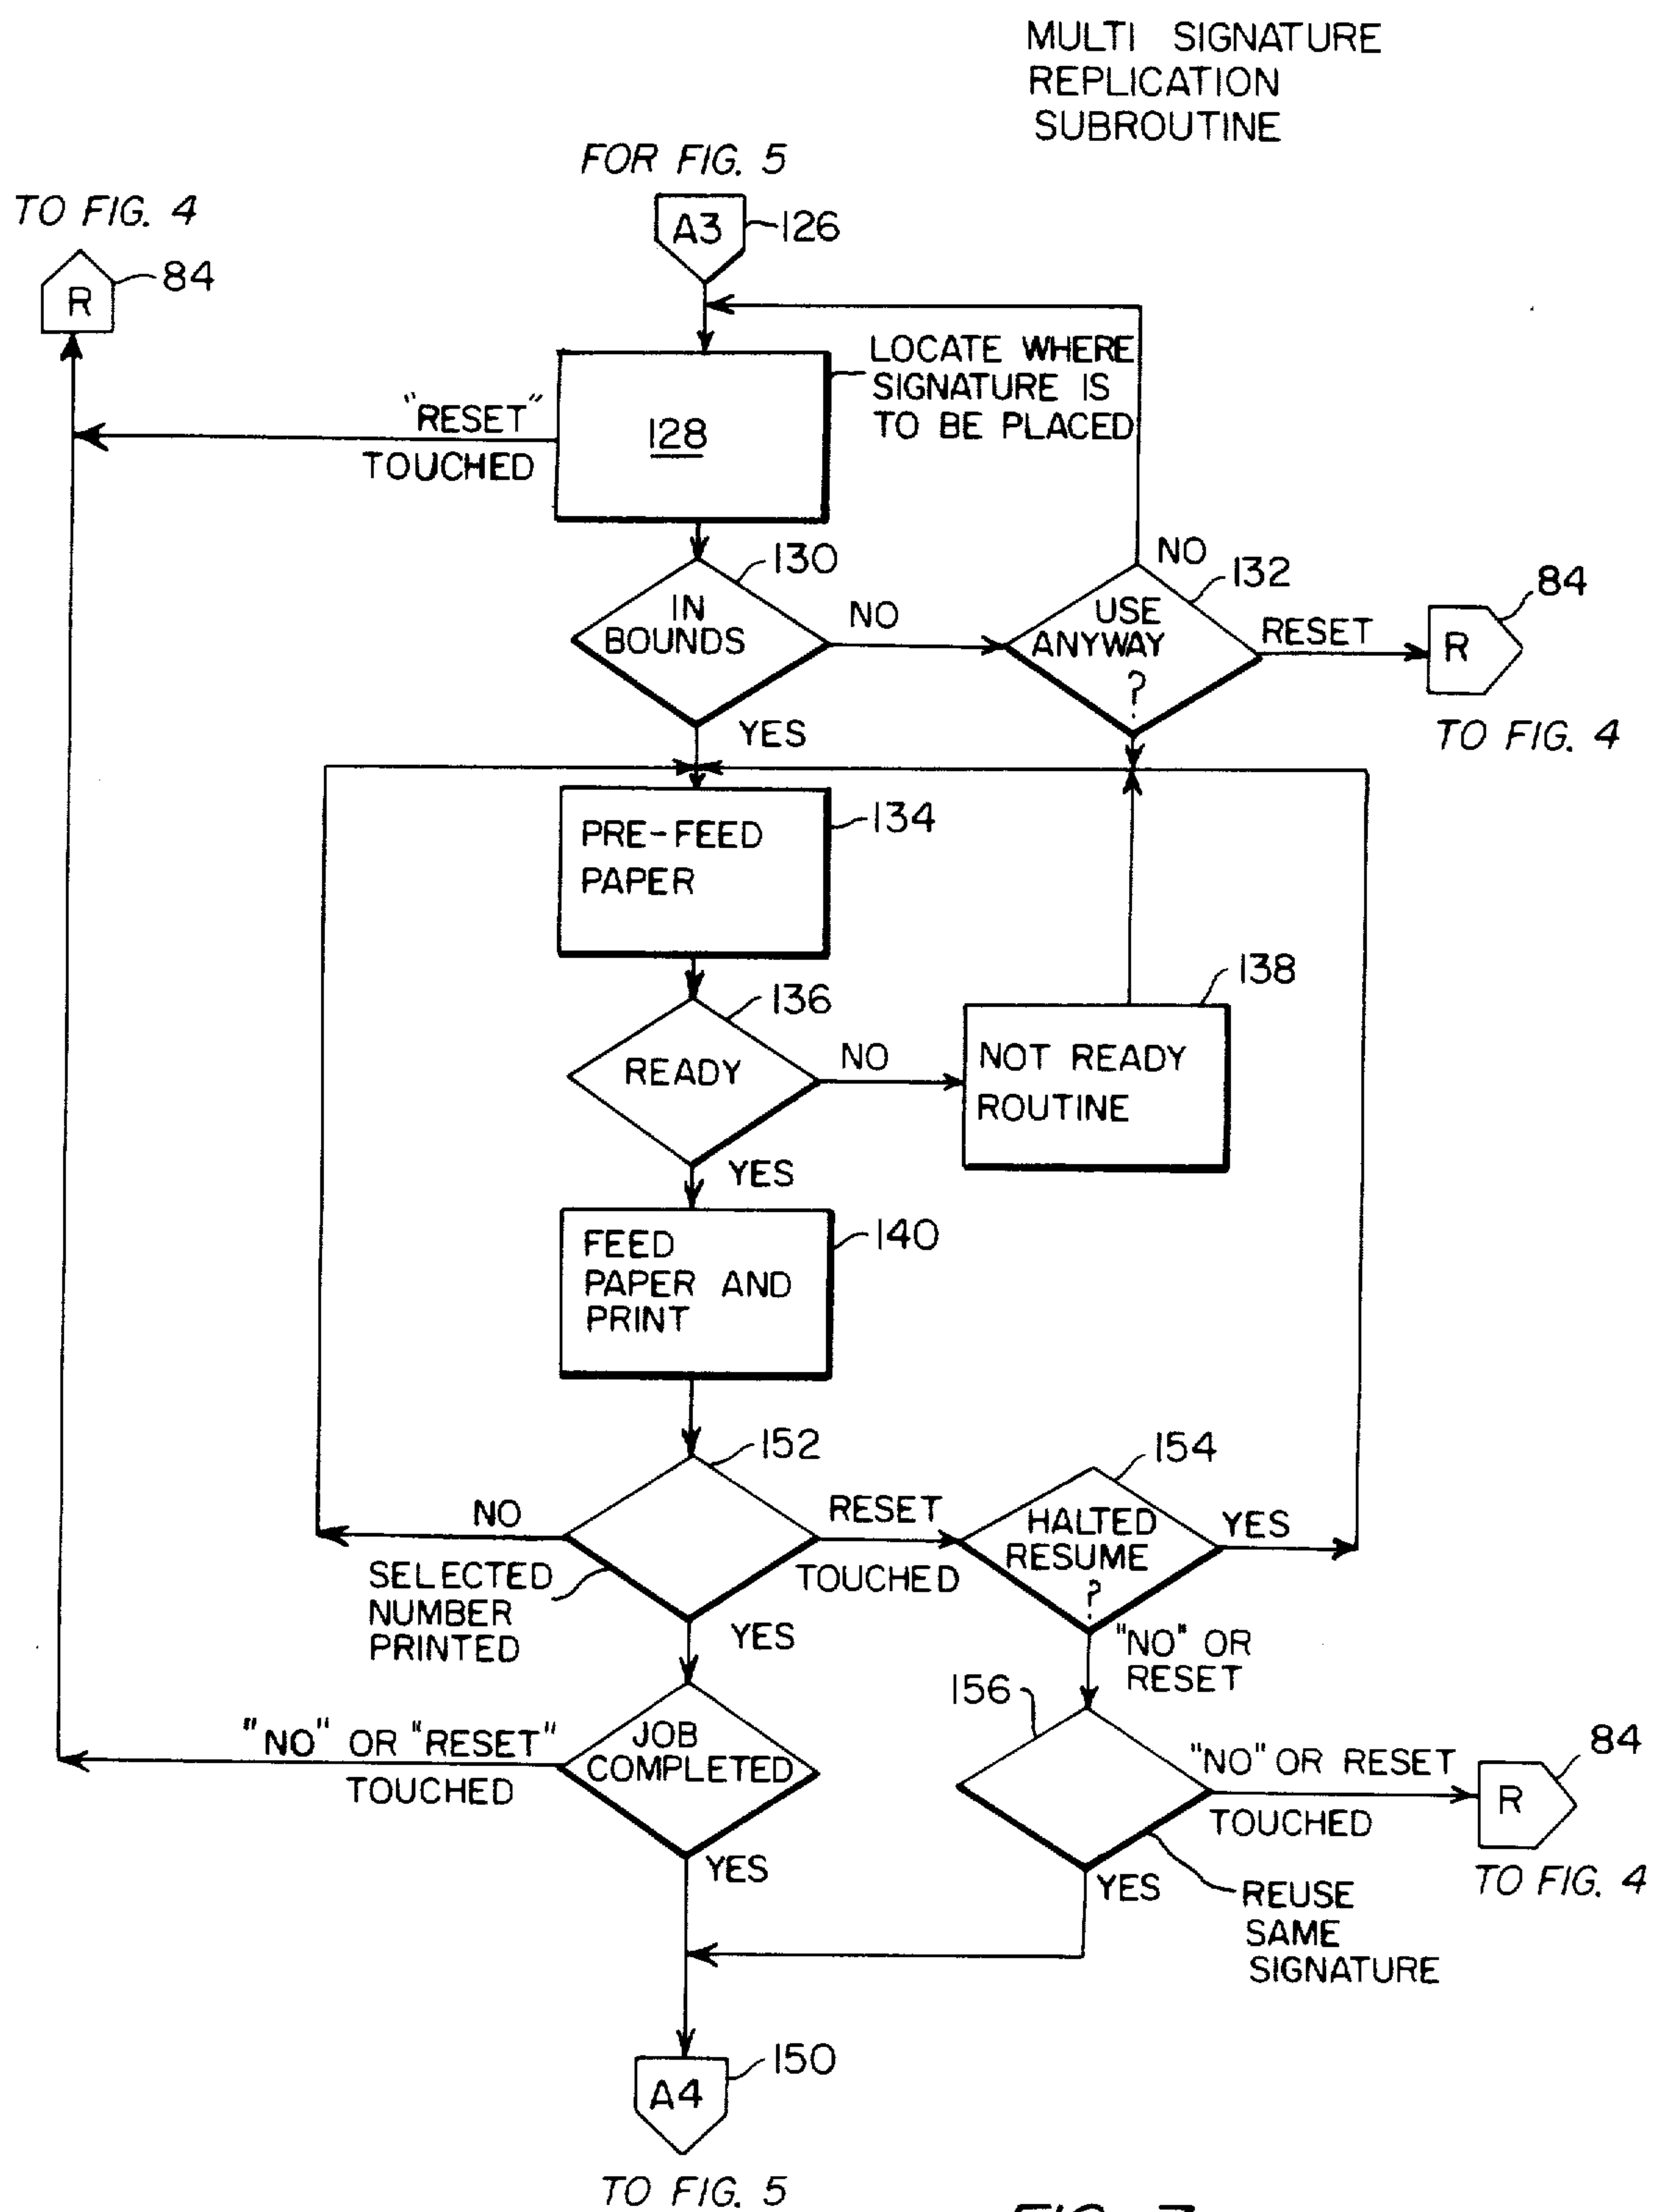 MULTI SIGNATURE
REPLICATION
SUBROUTINE
FOR FIG. 5
TO FIG. 4
A3
126
84
R
LOCATE WHERE
SIGNATURE IS
TO BE PLACED
"RESET"
TOUCHED
128
130
NO
132
84
IN
BOUNDS
NO
USE
ANYWAY
?
RESET
R
YES
TO FIG. 4
PRE-FEED
PAPER
134
138
136
READY
NO
NOT READY
ROUTINE
YES
FEED
PAPER AND
PRINT
140
152
154
NO
RESET
TOUCHED
HALTED
RESUME
?
YES
SELECTED
NUMBER
PRINTED
YES
"NO" OR
RESET
156
"NO" OR "RESET"
TOUCHED
JOB
COMPLETED
"NO" OR RESET
TOUCHED
84
R
YES
YES
TO FIG. 4
REUSE
SAME
SIGNATURE
150
A4
TO FIG. 5